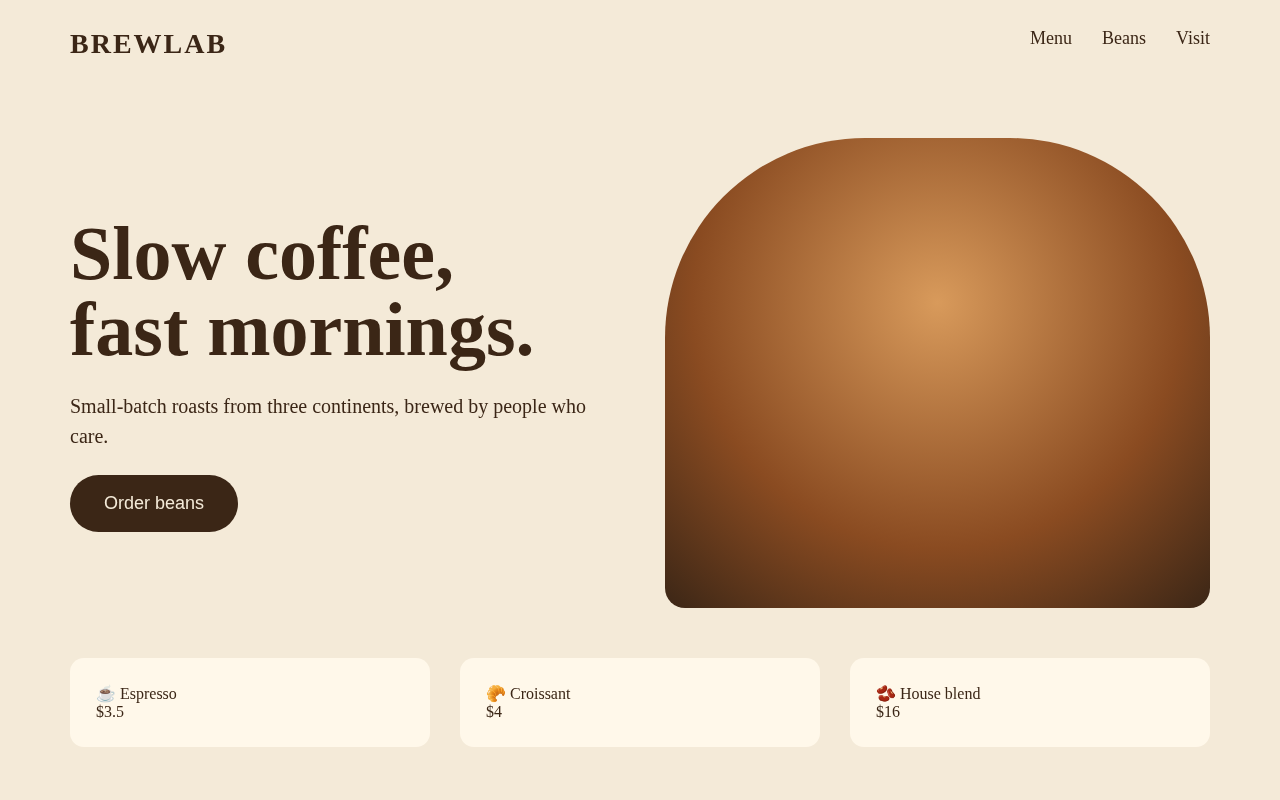 BREWLAB
Menu Beans Visit
Slow coffee,
fast mornings.
Small-batch roasts from three continents, brewed by people who
care.
Order beans
☕ Espresso
$3.5
🥐 Croissant
$4
🫘 House blend
$16